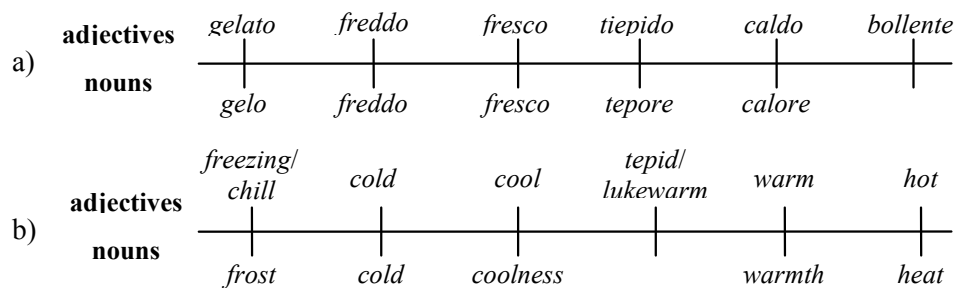 adjectives gelato freddo fresco tiepido caldo bollente
a)
nouns
gelo freddo fresco tepore calore
freezing/ tepid/
chill cold cool lukewarm warm hot
adjectives
b)
nouns
frost cold coolness warmth heat